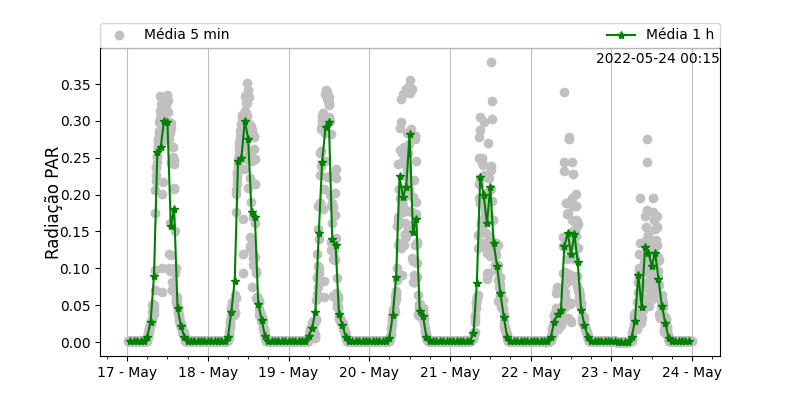 Média 5 min
Média 1 h
2022-05-24 00:15
Radiação PAR
0.35
0.30
0.25
0.20
0.15
0.10
0.05
0.00
17 - May
18 - May
19 - May
20 - May
21 - May
22 - May
23 - May
24 - May